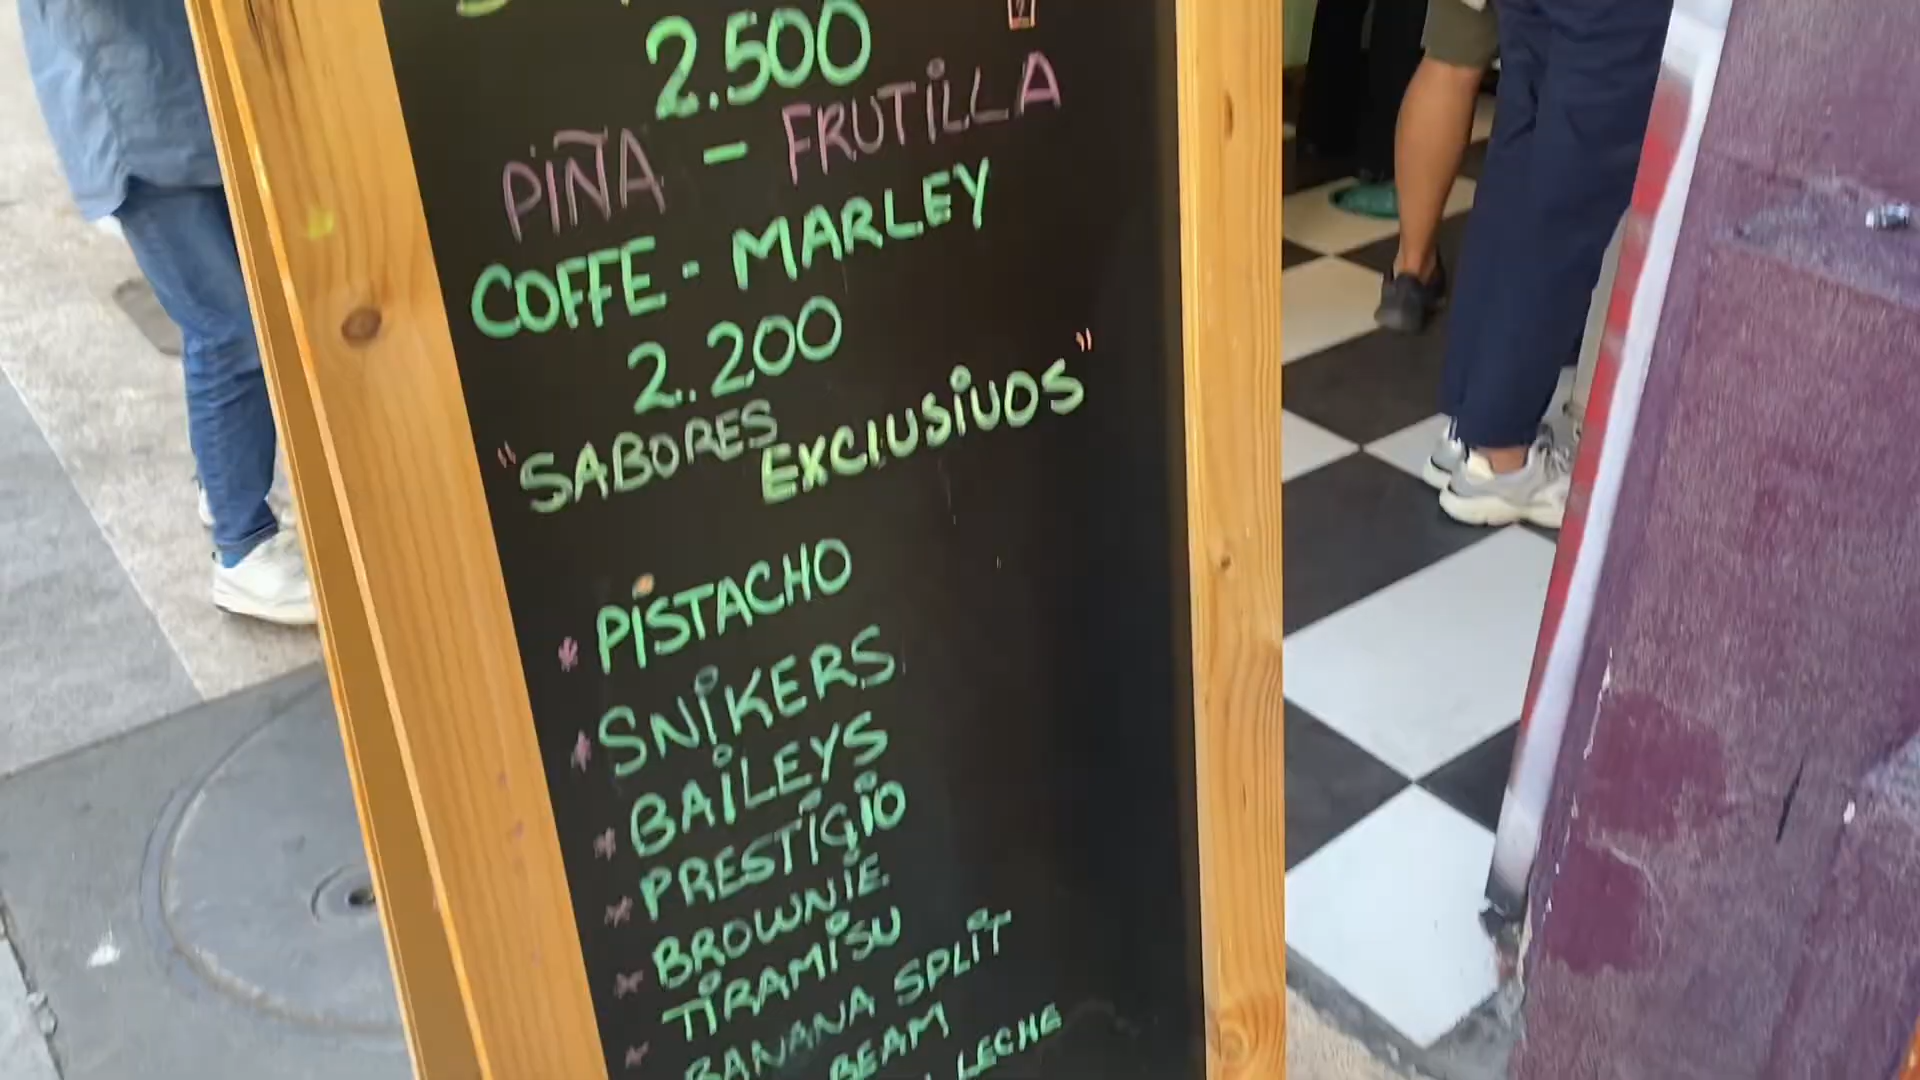 2.500
PIÑA - FRUTILLA
COFFE - MARLEY
2.200
"SABORES EXCLUSIVOS"
* PISTACHO
* SNIKERS
* BAILEYS
* PRESTIGIO
* BROWNIE
* TIRAMISU
BANANA SPLIT
BEAM
LECHE